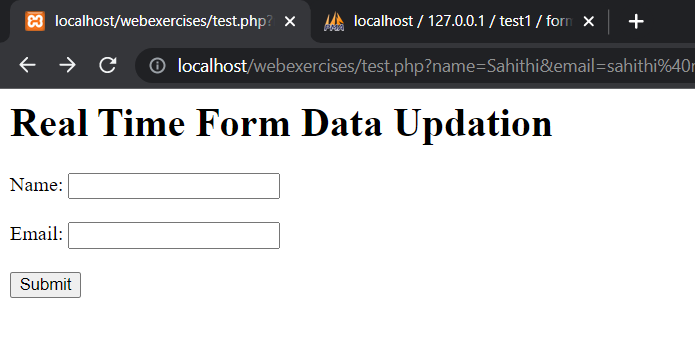 localhost/webexercises/test.php?
localhost / 127.0.0.1 / test1 / form
localhost/webexercises/test.php?name=Sahithi&email=sahithi%40
Real Time Form Data Updation
Name:
Email:
Submit